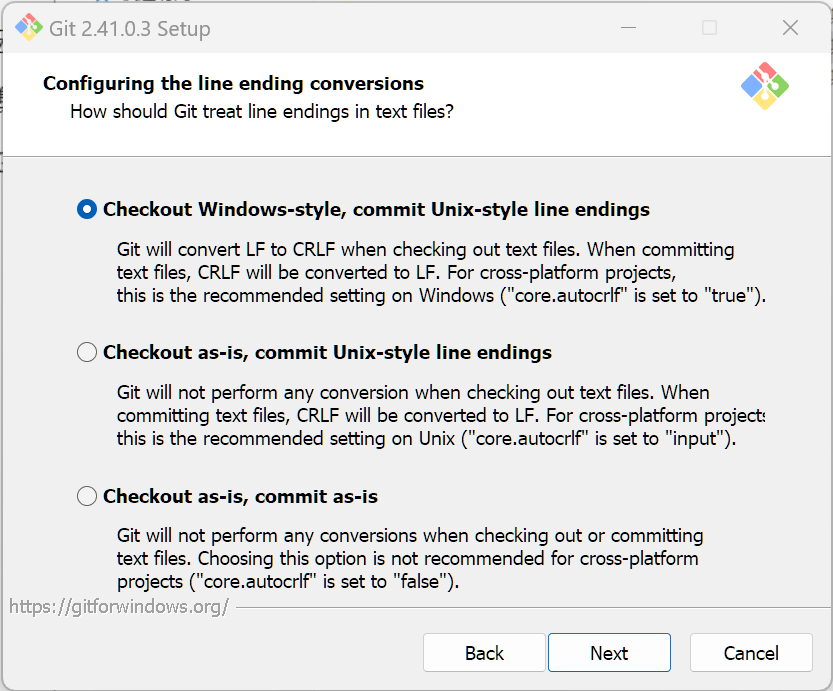 Git 2.41.0.3 Setup
Configuring the line ending conversions
How should Git treat line endings in text files?
Checkout Windows-style, commit Unix-style line endings
Git will convert LF to CRLF when checking out text files. When committing
text files, CRLF will be converted to LF. For cross-platform projects,
this is the recommended setting on Windows ("core.autocrlf" is set to "true").
Checkout as-is, commit Unix-style line endings
Git will not perform any conversion when checking out text files. When
committing text files, CRLF will be converted to LF. For cross-platform projects
this is the recommended setting on Unix ("core.autocrlf" is set to "input").
Checkout as-is, commit as-is
Git will not perform any conversions when checking out or committing
text files. Choosing this option is not recommended for cross-platform
projects ("core.autocrlf" is set to "false").
https://gitforwindows.org/
Back Next Cancel